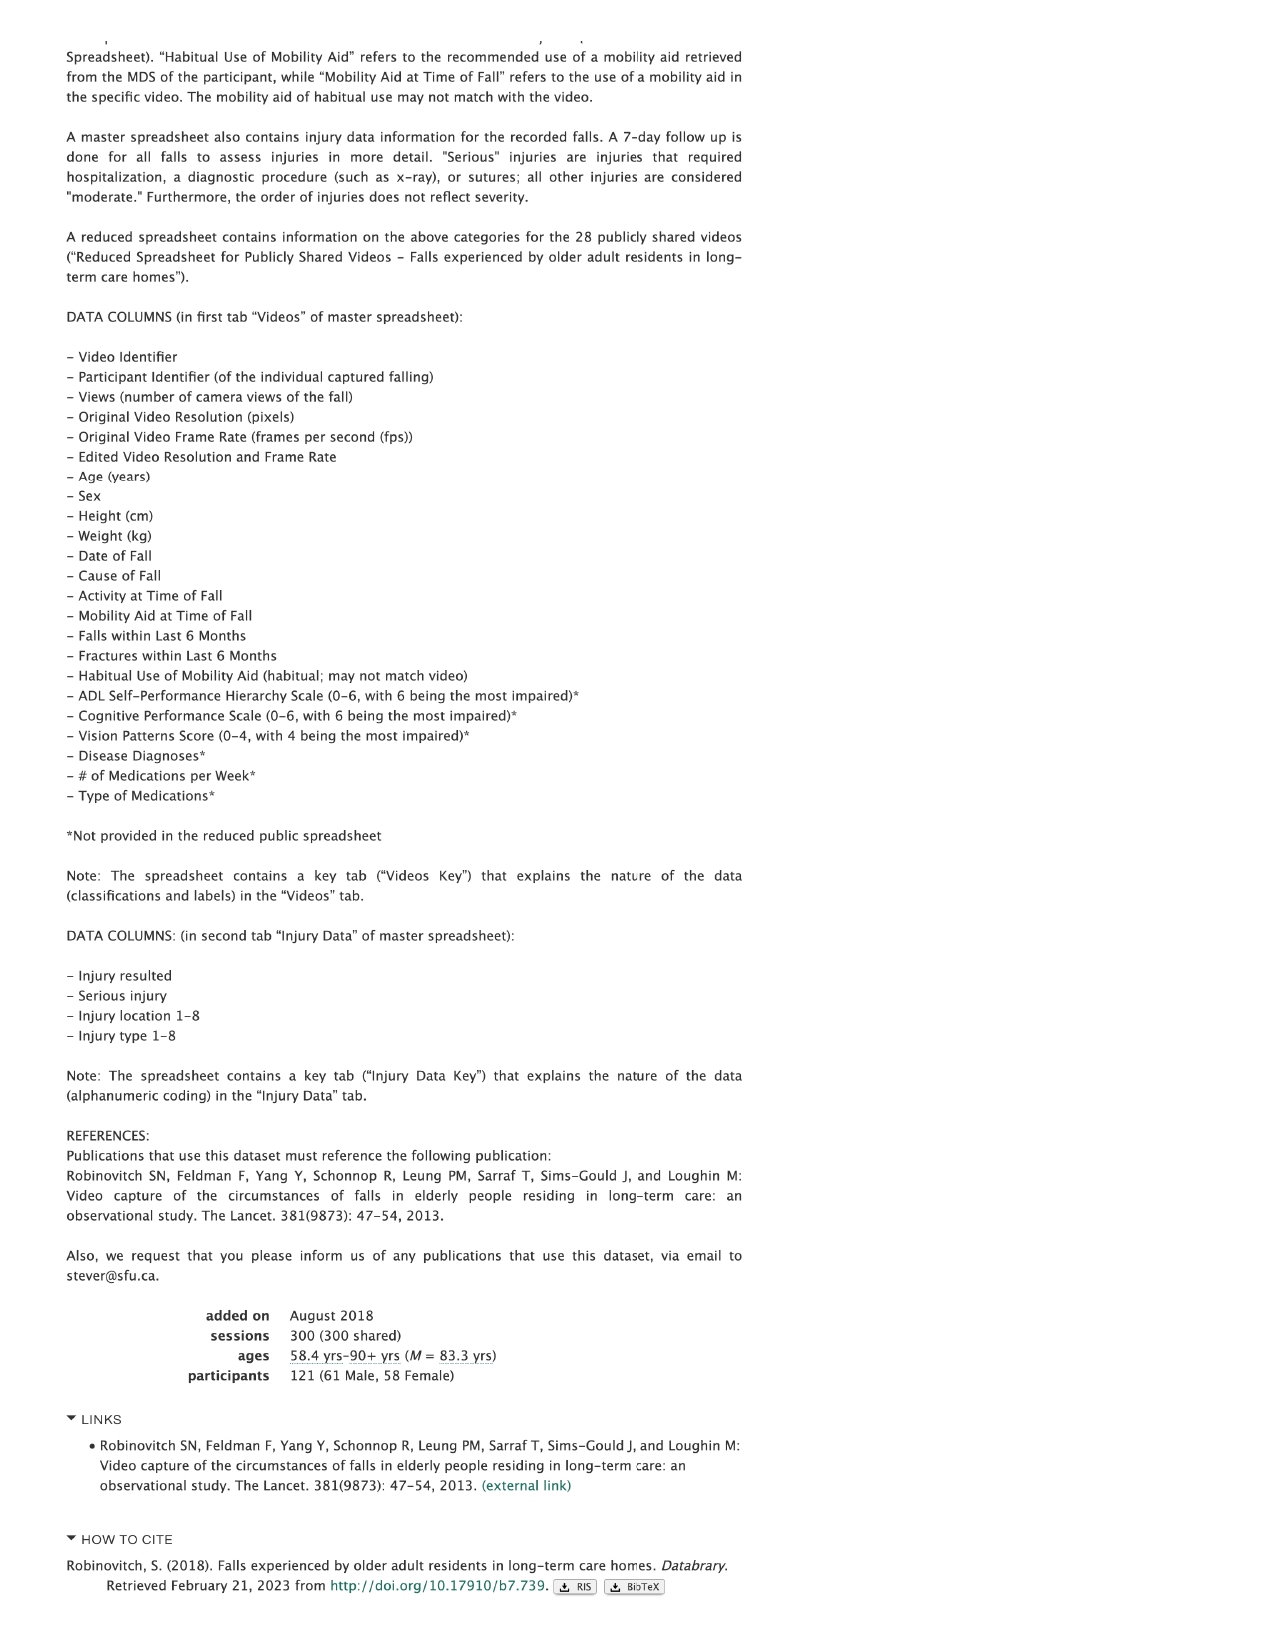 Spreadsheet). “Habitual Use of Mobility Aid” refers to the recommended use of a mobility aid retrieved
from the MDS of the participant, while “Mobility Aid at Time of Fall” refers to the use of a mobility aid in
the specific video. The mobility aid of habitual use may not match with the video.
A master spreadsheet also contains injury data information for the recorded falls. A 7-day follow up is
done for all falls to assess injuries in more detail. "Serious" injuries are injuries that required
hospitalization, a diagnostic procedure (such as x-ray), or sutures; all other injuries are considered
"moderate." Furthermore, the order of injuries does not reflect severity.
A reduced spreadsheet contains information on the above categories for the 28 publicly shared videos
(“Reduced Spreadsheet for Publicly Shared Videos – Falls experienced by older adult residents in long-
term care homes”).
DATA COLUMNS (in first tab “Videos” of master spreadsheet):
– Video Identifier
– Participant Identifier (of the individual captured falling)
– Views (number of camera views of the fall)
– Original Video Resolution (pixels)
– Original Video Frame Rate (frames per second (fps))
– Edited Video Resolution and Frame Rate
– Age (years)
– Sex
– Height (cm)
– Weight (kg)
– Date of Fall
– Cause of Fall
– Activity at Time of Fall
– Mobility Aid at Time of Fall
– Falls within Last 6 Months
– Fractures within Last 6 Months
– Habitual Use of Mobility Aid (habitual; may not match video)
– ADL Self-Performance Hierarchy Scale (0-6, with 6 being the most impaired)*
– Cognitive Performance Scale (0-6, with 6 being the most impaired)*
– Vision Patterns Score (0-4, with 4 being the most impaired)*
– Disease Diagnoses*
– # of Medications per Week*
– Type of Medications*
*Not provided in the reduced public spreadsheet
Note: The spreadsheet contains a key tab (“Videos Key”) that explains the nature of the data
(classifications and labels) in the “Videos” tab.
DATA COLUMNS: (in second tab “Injury Data” of master spreadsheet):
– Injury resulted
– Serious injury
– Injury location 1-8
– Injury type 1-8
Note: The spreadsheet contains a key tab (“Injury Data Key”) that explains the nature of the data
(alphanumeric coding) in the “Injury Data” tab.
REFERENCES:
Publications that use this dataset must reference the following publication:
Robinovitch SN, Feldman F, Yang Y, Schonnop R, Leung PM, Sarraf T, Sims-Gould J, and Loughin M:
Video capture of the circumstances of falls in elderly people residing in long-term care: an
observational study. The Lancet. 381(9873): 47-54, 2013.
Also, we request that you please inform us of any publications that use this dataset, via email to
stever@sfu.ca.
added on August 2018
sessions 300 (300 shared)
ages 58.4 yrs-90+ yrs (M = 83.3 yrs)
participants 121 (61 Male, 58 Female)
LINKS
• Robinovitch SN, Feldman F, Yang Y, Schonnop R, Leung PM, Sarraf T, Sims-Gould J, and Loughin M:
Video capture of the circumstances of falls in elderly people residing in long-term care: an
observational study. The Lancet. 381(9873): 47-54, 2013. (external link)
HOW TO CITE
Robinovitch, S. (2018). Falls experienced by older adult residents in long-term care homes. Databrary.
Retrieved February 21, 2023 from http://doi.org/10.17910/b7.739. RIS BibTeX